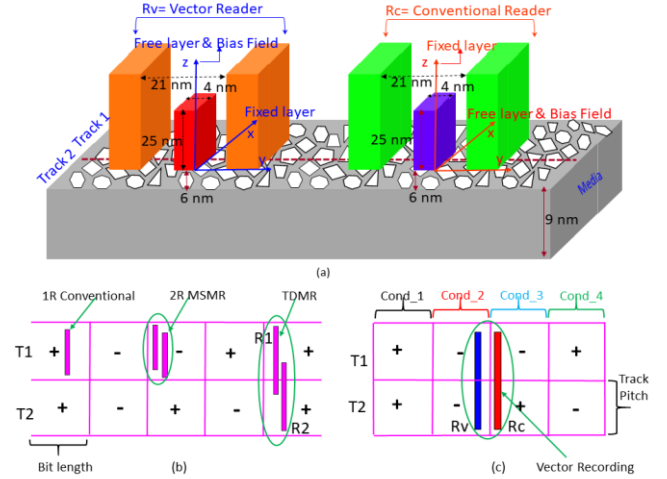 Rv= Vector Reader
Rc= Conventional Reader
Free layer & Bias Field
Fixed layer
z
z
21 nm
4 nm
21 nm
4 nm
Fixed layer
Free layer & Bias Field
25 nm
x
25 nm
x
Track 2 Track 1
y
y
6 nm
6 nm
Media
9 nm
(a)
1R Conventional
2R MSMR
TDMR
Cond_1
Cond_2
Cond_3
Cond_4
T1
+
-
-
+
R1
+
T1
+
-
-
+
T2
+
-
+
-
R2
+
T2
+
-
Rv
Rc
+
-
Track
Pitch
Bit length
(b)
(c)
Vector Recording